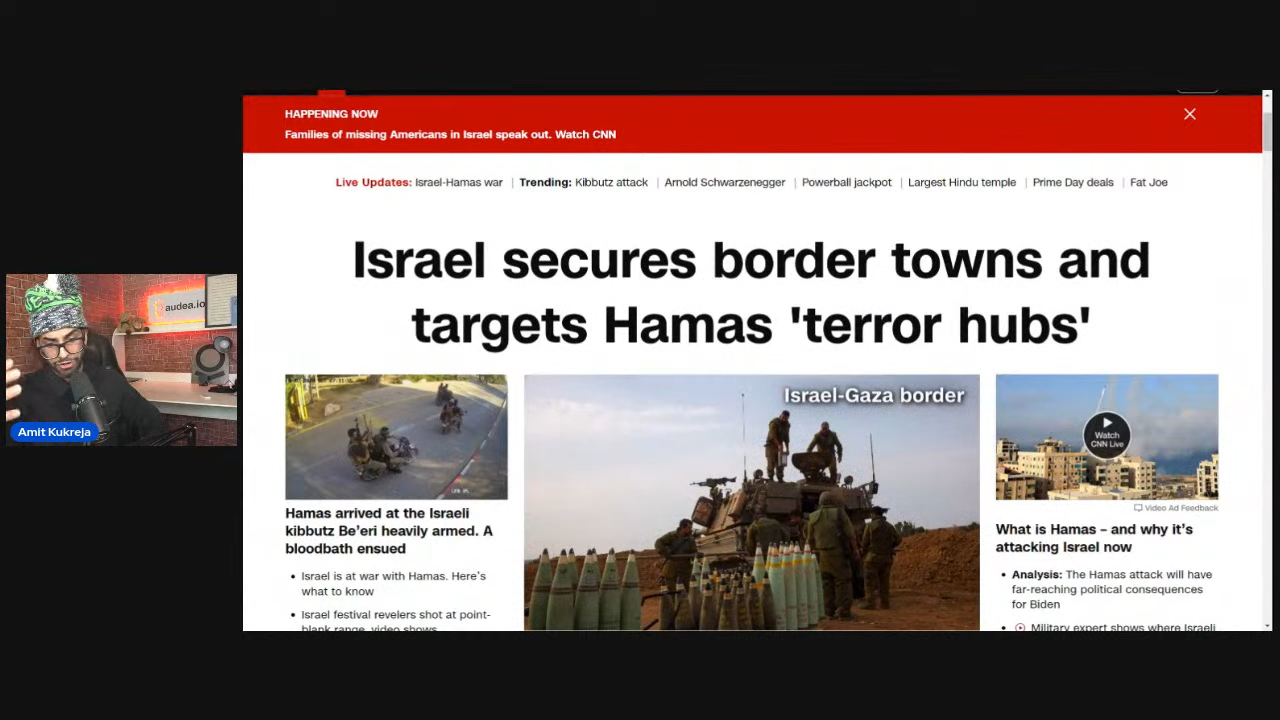 HAPPENING NOW
Families of missing Americans in Israel speak out. Watch CNN
Live Updates: Israel-Hamas war | Trending: Kibbutz attack | Arnold Schwarzenegger | Powerball jackpot | Largest Hindu temple | Prime Day deals | Fat Joe
Israel secures border towns and
targets Hamas 'terror hubs'
Hamas arrived at the Israeli
kibbutz Be'eri heavily armed. A
bloodbath ensued
• Israel is at war with Hamas. Here's
what to know
• Israel festival revelers shot at point-
blank range, video shows
Israel-Gaza border
Watch
CNN Live
Video Ad Feedback
What is Hamas – and why it's
attacking Israel now
• Analysis: The Hamas attack will have
far-reaching political consequences
for Biden
• Military expert shows where Israeli
audea.io
Amit Kukreja